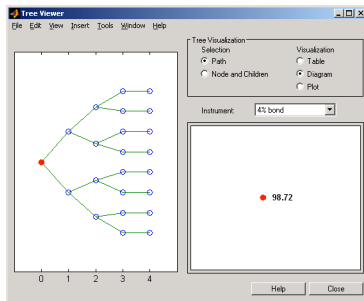 Tree Viewer
File Edit View Insert Tools Window Help
Tree Visualization
Selection Visualization
Path Table
Node and Children Diagram
Plot
Instrument: 4% bond
98.72
0 1 2 3 4
Help Close